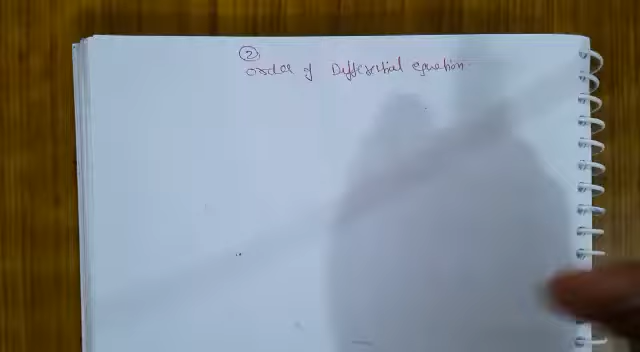 ②
order of Differential equation.